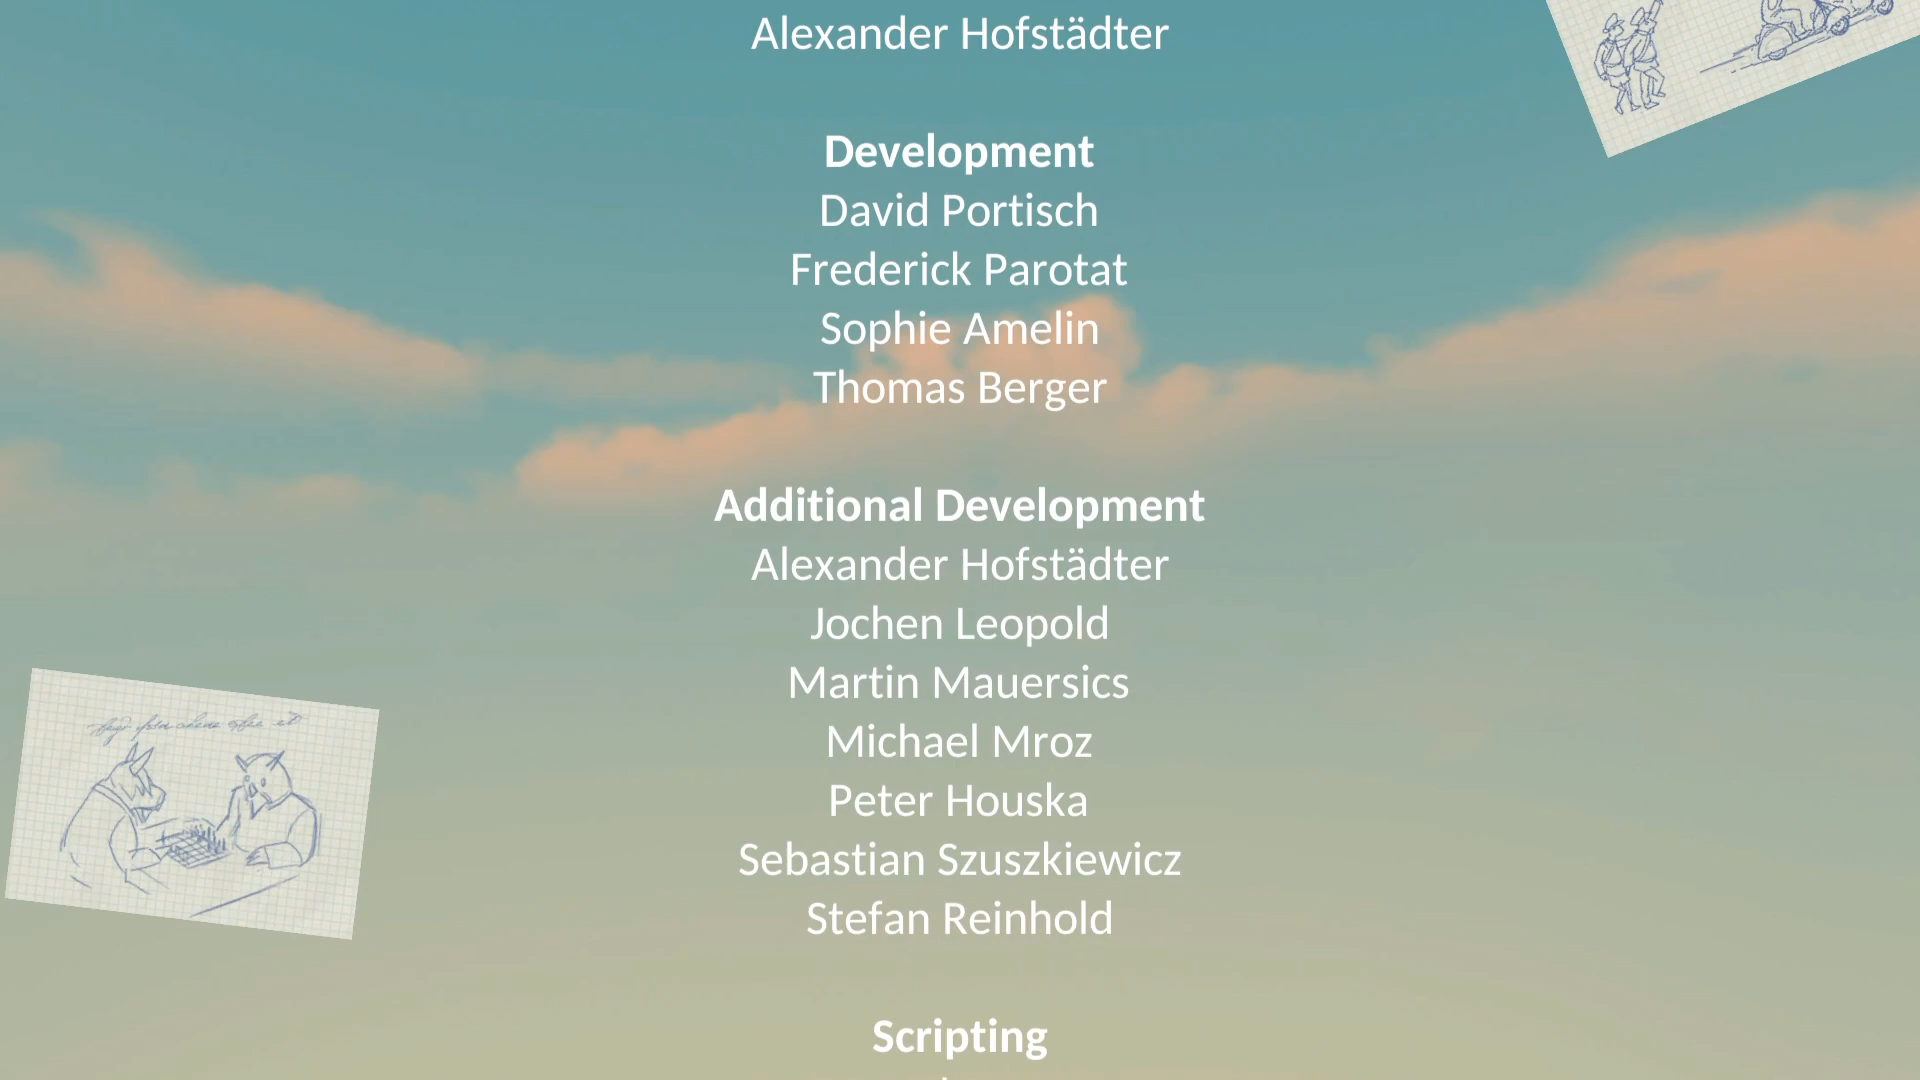 Alexander Hofstädter
Development
David Portisch
Frederick Parotat
Sophie Amelin
Thomas Berger
Additional Development
Alexander Hofstädter
Jochen Leopold
Martin Mauersics
Michael Mroz
Peter Houska
Sebastian Szuszkiewicz
Stefan Reinhold
Scripting